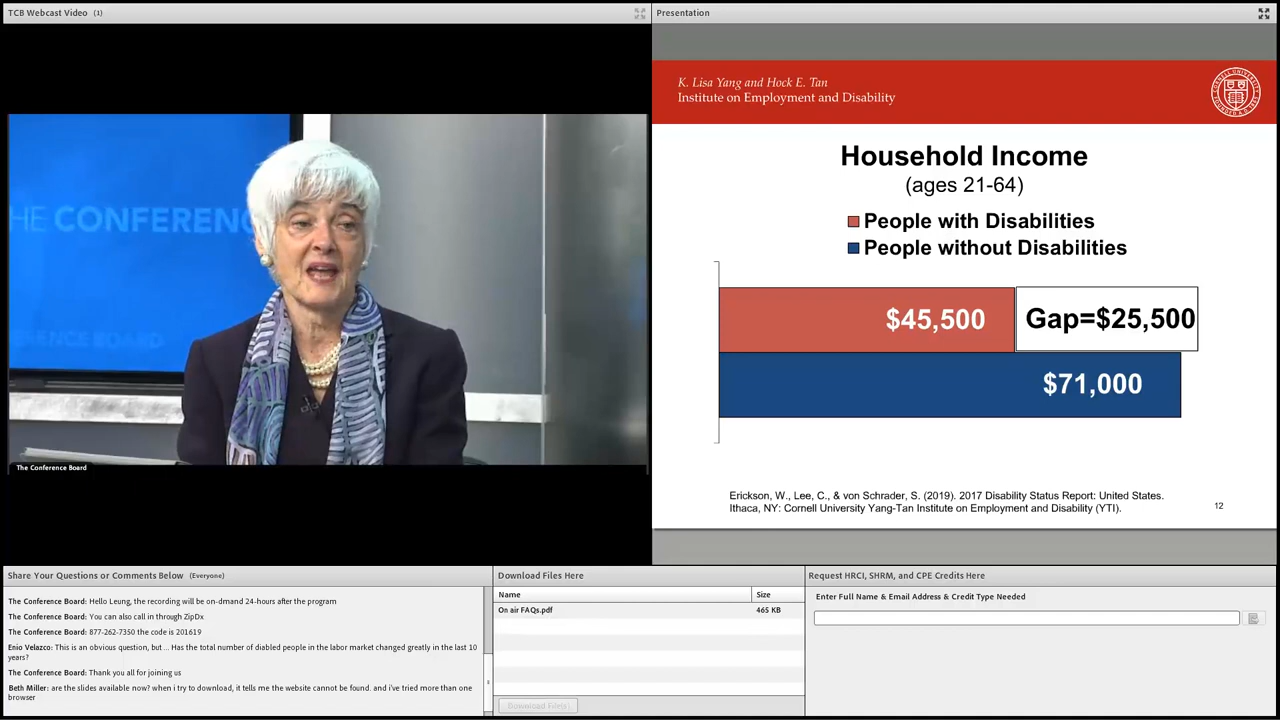 TCB Webcast Video (1)
THE CONFERENC
ERENCE BOARD
The Conference Board
Presentation
K. Lisa Yang and Hock E. Tan
Institute on Employment and Disability
Household Income
(ages 21-64)
People with Disabilities
People without Disabilities
$45,500
Gap=$25,500
$71,000
Erickson, W., Lee, C., & von Schrader, S. (2019). 2017 Disability Status Report: United States.
Ithaca, NY: Cornell University Yang-Tan Institute on Employment and Disability (YTI).
12
Share Your Questions or Comments Below (Everyone)
The Conference Board: Hello Leung, the recording will be on-dmand 24-hours after the program
The Conference Board: You can also call in through ZipDx
The Conference Board: 877-262-7350 the code is 201619
Enio Velazco: This is an obvious question, but ... Has the total number of diabled people in the labor market changed greatly in the last 10
years?
The Conference Board: Thank you all for joining us
Beth Miller: are the slides available now? when i try to download, it tells me the website cannot be found. and i've tried more than one
browser
Download Files Here
Name Size
On air FAQs.pdf 465 KB
Download File(s)
Request HRCI, SHRM, and CPE Credits Here
Enter Full Name & Email Address & Credit Type Needed